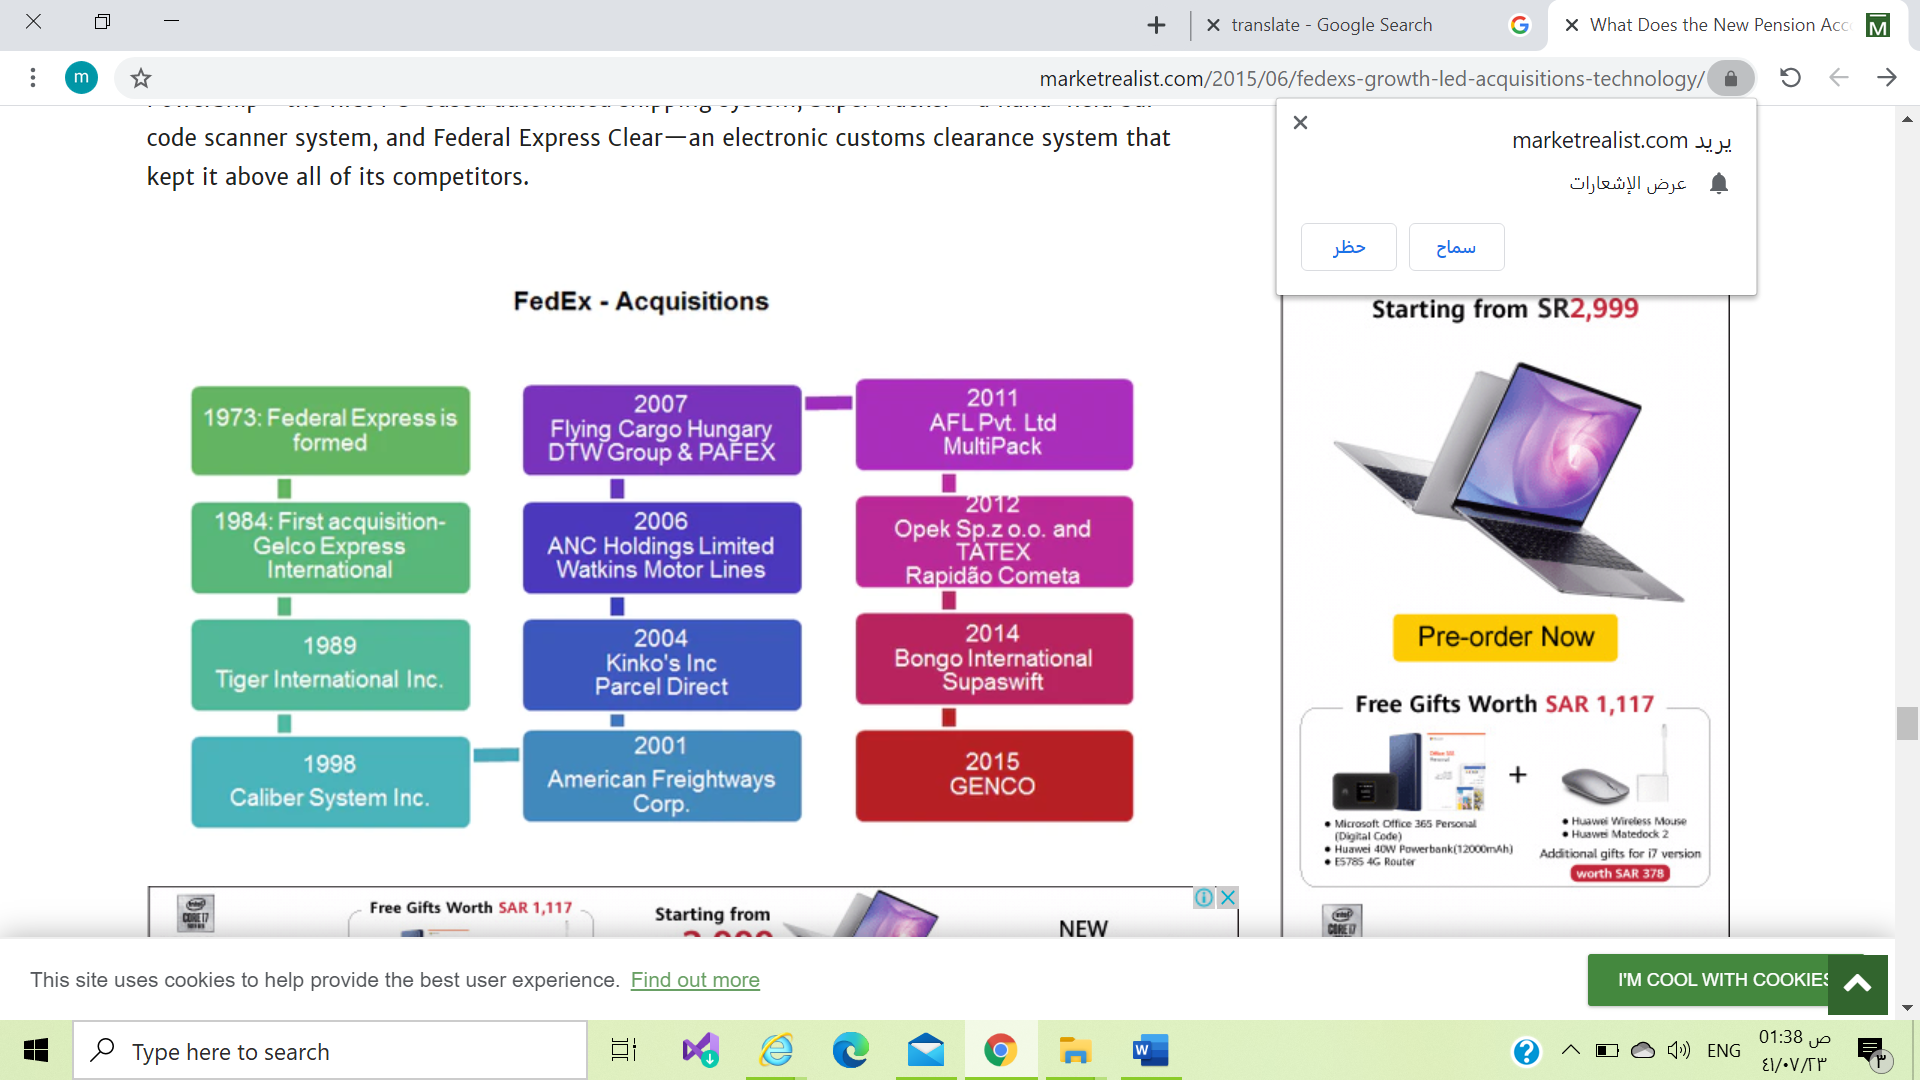 translate - Google Search
What Does the New Pension Acc
m
marketrealist.com/2015/06/fedexs-growth-led-acquisitions-technology/
code scanner system, and Federal Express Clear—an electronic customs clearance system that
kept it above all of its competitors.
يريد marketrealist.com
عرض الإشعارات
سماح
حظر
FedEx - Acquisitions
1973: Federal Express is
formed
1984: First acquisition-
Gelco Express
International
1989
Tiger International Inc.
1998
Caliber System Inc.
2001
American Freightways
Corp.
2004
Kinko's Inc
Parcel Direct
2006
ANC Holdings Limited
Watkins Motor Lines
2007
Flying Cargo Hungary
DTW Group & PAFEX
2011
AFL Pvt. Ltd
MultiPack
2012
Opek Sp.z o.o. and
TATEX
Rapidão Cometa
2014
Bongo International
Supaswift
2015
GENCO
Starting from SR2,999
Pre-order Now
Free Gifts Worth SAR 1,117
+
• Microsoft Office 365 Personal
(Digital Code)
• Huawei 40W Powerbank(12000mAh)
• E5785 4G Router
• Huawei Wireless Mouse
• Huawei Matedock 2
Additional gifts for i7 version
worth SAR 378
intel
CORE i7
Free Gifts Worth SAR 1,117
Starting from
NEW
intel
CORE i7
This site uses cookies to help provide the best user experience. Find out more
I'M COOL WITH COOKIES
Type here to search
W
ENG
01:38 ص
٤١/٠٧/٢٣
٣